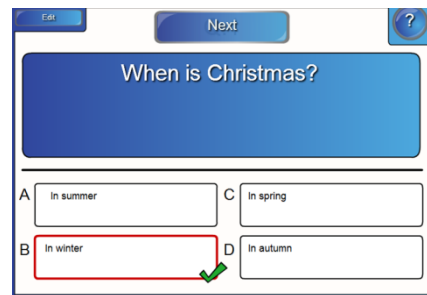 Edit
Next
?
When is Christmas?
A
In summer
C
In spring
B
In winter
D
In autumn